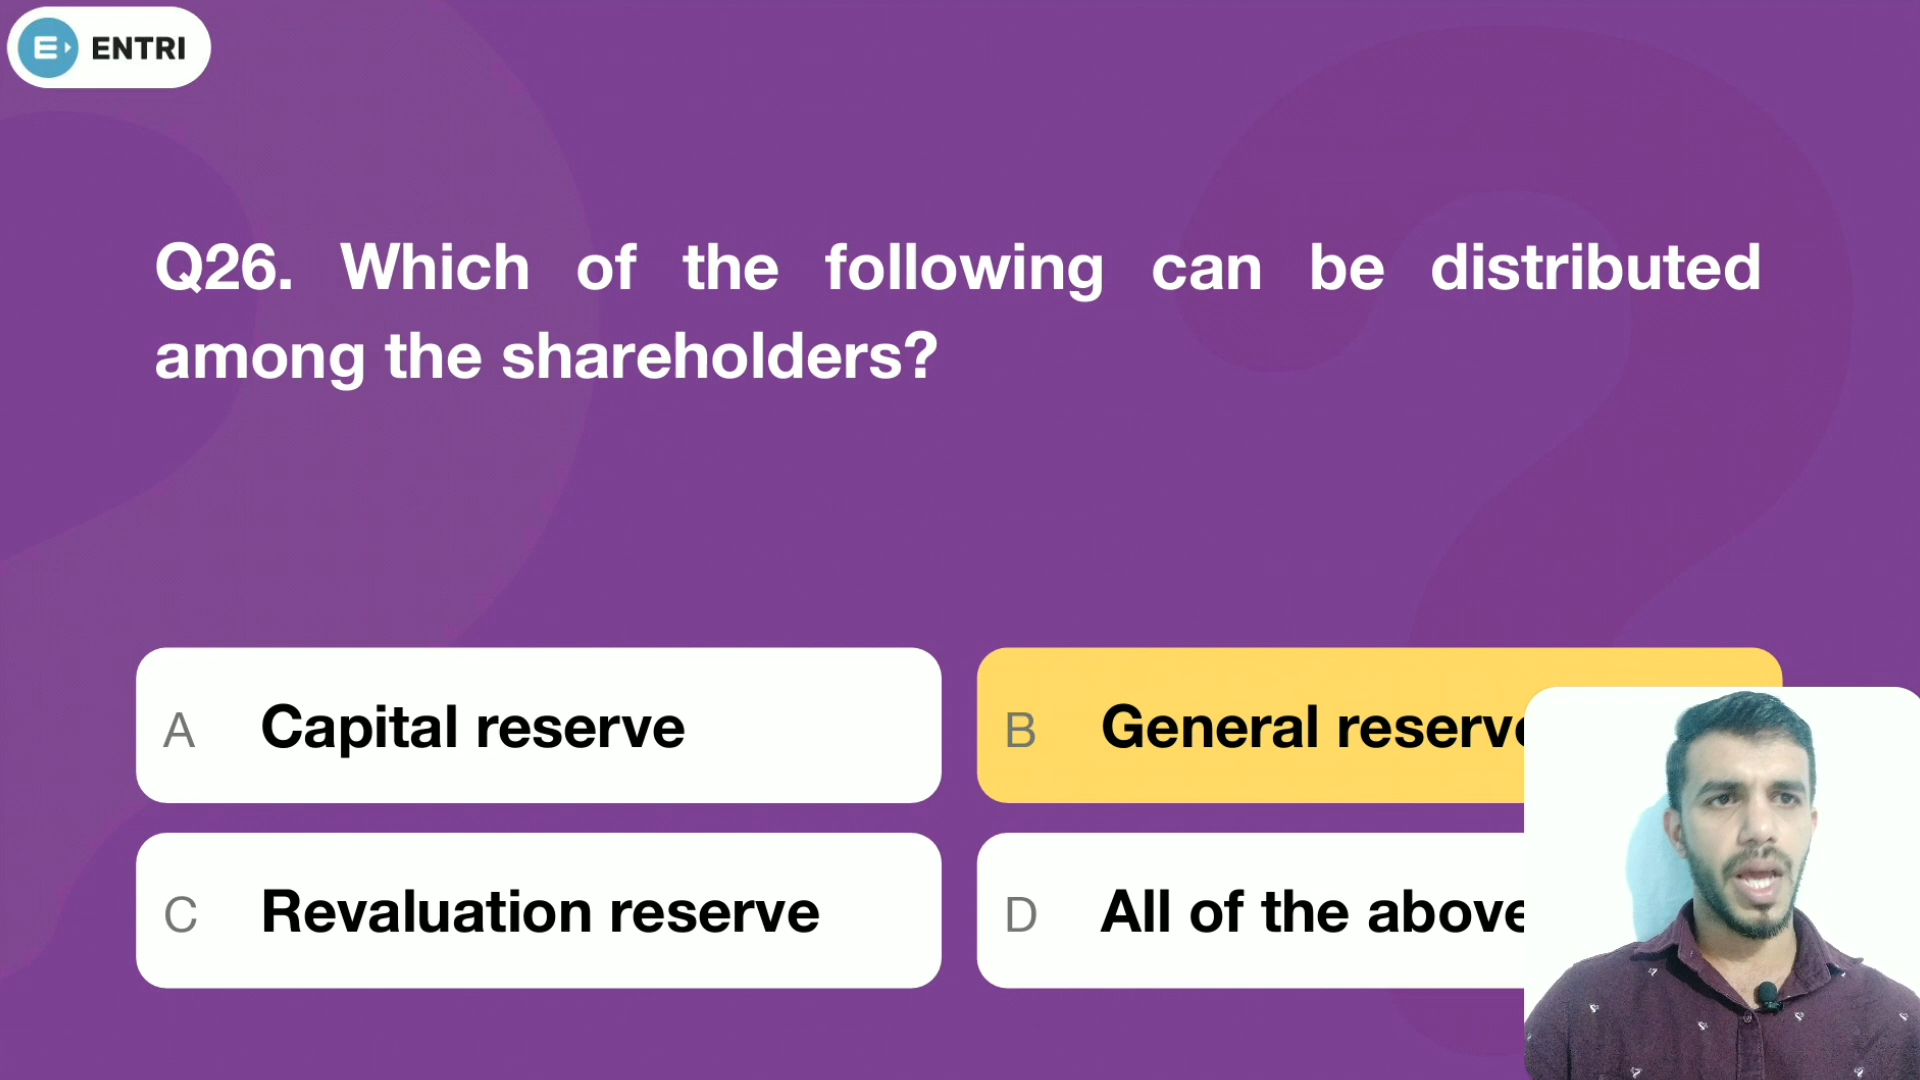 ENTRI
Q26. Which of the following can be distributed
among the shareholders?
A Capital reserve
B General reserve
C Revaluation reserve
D All of the above